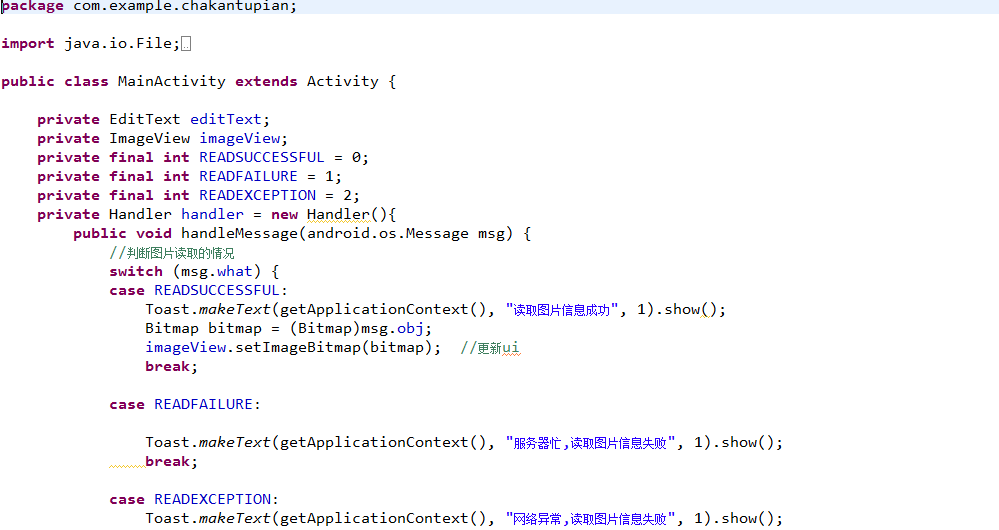 package com.example.chakantupian;
import java.io.File;
public class MainActivity extends Activity {
private EditText editText;
private ImageView imageView;
private final int READSUCCESSFUL = 0;
private final int READFAILURE = 1;
private final int READEXCEPTION = 2;
private Handler handler = new Handler(){
public void handleMessage(android.os.Message msg) {
//判断图片读取的情况
switch (msg.what) {
case READSUCCESSFUL:
Toast.makeText(getApplicationContext(), "读取图片信息成功", 1).show();
Bitmap bitmap = (Bitmap)msg.obj;
imageView.setImageBitmap(bitmap);  //更新ui
break;
case READFAILURE:
Toast.makeText(getApplicationContext(), "服务器忙,读取图片信息失败", 1).show();
break;
case READEXCEPTION:
Toast.makeText(getApplicationContext(), "网络异常,读取图片信息失败", 1).show();